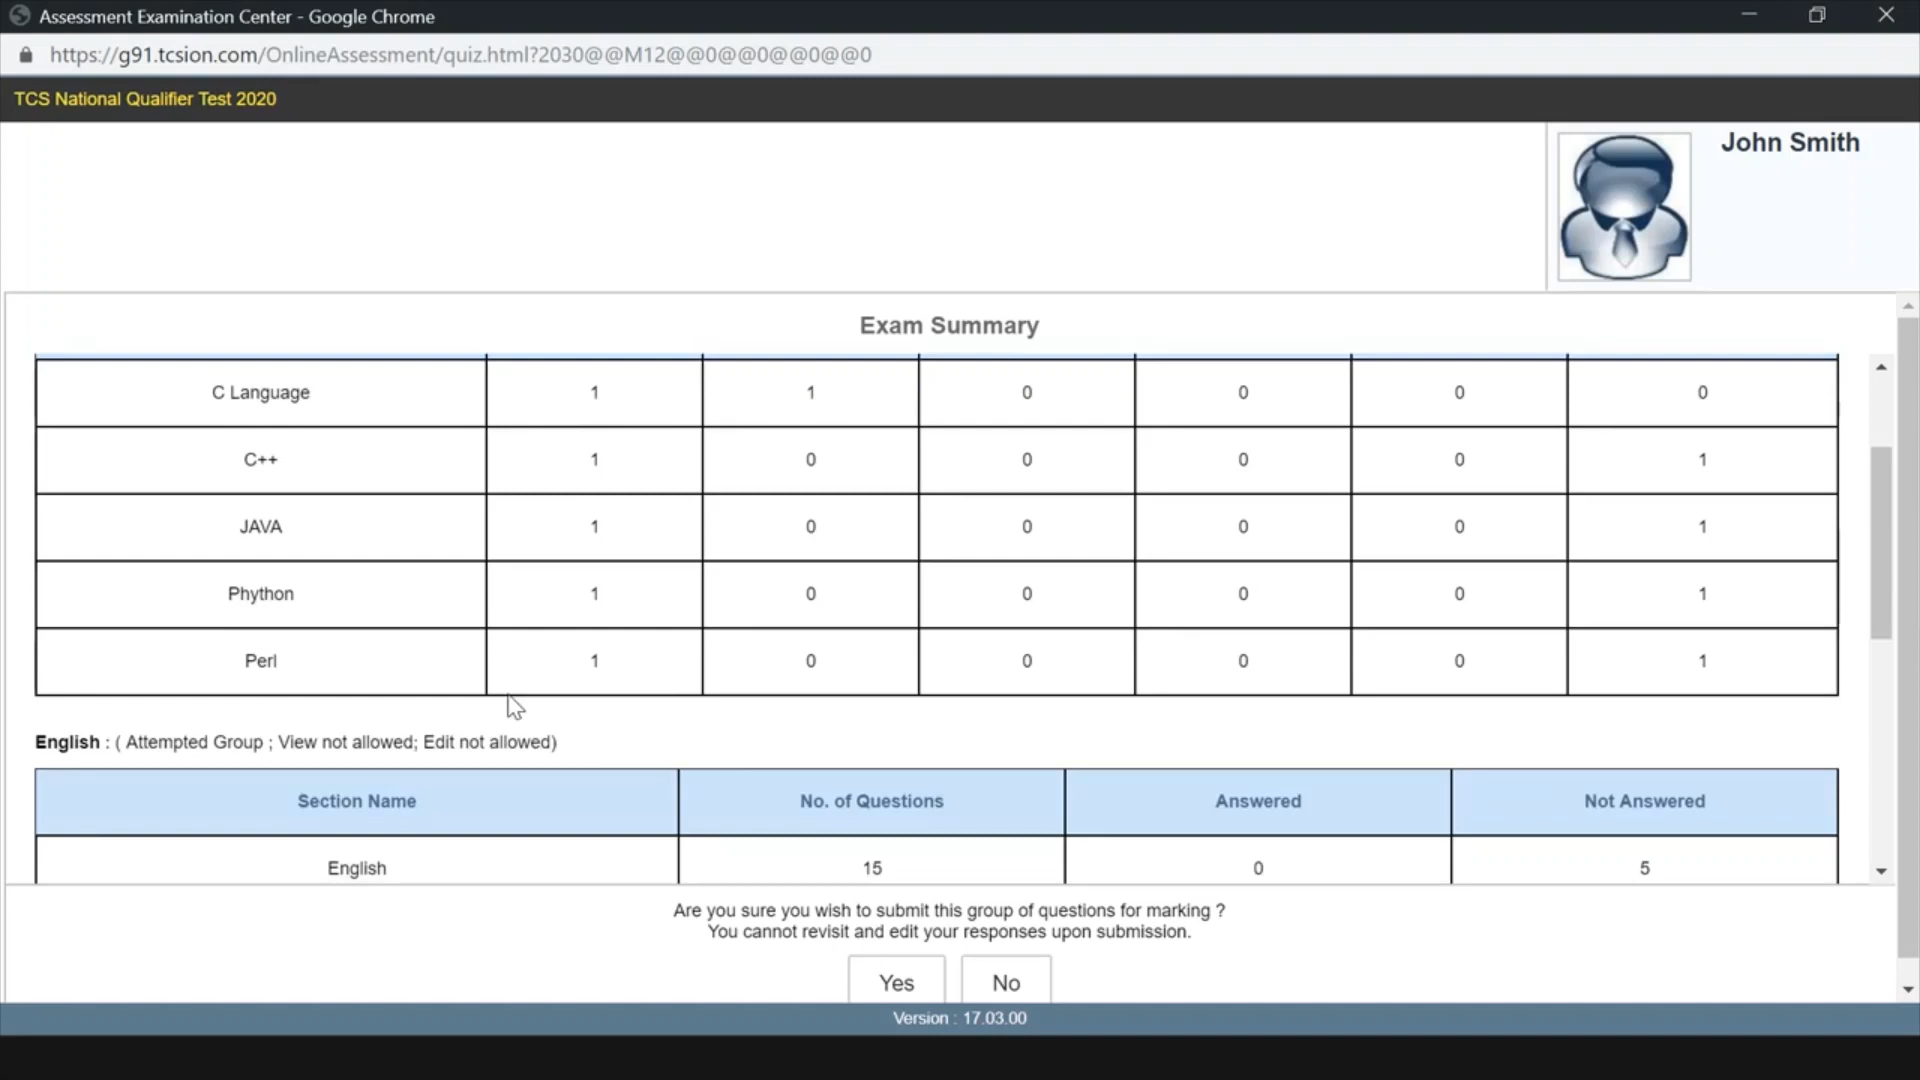 Assessment Examination Center - Google Chrome
https://g91.tcsion.com/OnlineAssessment/quiz.html?2030@@M12@@0@@0@@0@@0
TCS National Qualifier Test 2020
John Smith
Exam Summary
C Language 1 1 0 0 0 0
C++ 1 0 0 0 0 1
JAVA 1 0 0 0 0 1
Phython 1 0 0 0 0 1
Perl 1 0 0 0 0 1
English : ( Attempted Group ; View not allowed; Edit not allowed)
Section Name No. of Questions Answered Not Answered
English 15 0 5
Are you sure you wish to submit this group of questions for marking ?
You cannot revisit and edit your responses upon submission.
Yes No
Version : 17.03.00